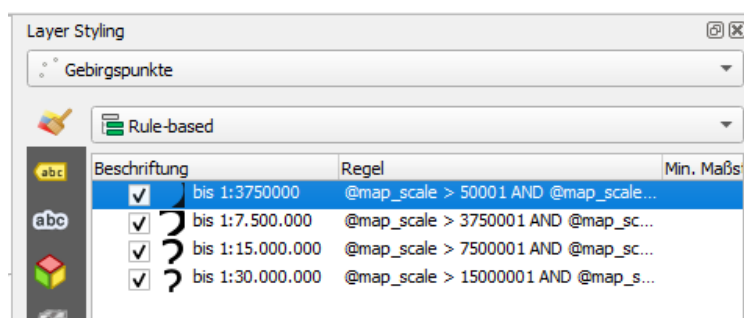 Layer Styling
Gebirgspunkte
Rule-based
abc
abc
Beschriftung Regel Min. Maßs
bis 1:3750000 @map_scale > 50001 AND @map_scale...
bis 1:7.500.000 @map_scale > 3750001 AND @map_sc...
bis 1:15.000.000 @map_scale > 7500001 AND @map_sc...
bis 1:30.000.000 @map_scale > 15000001 AND @map_s...